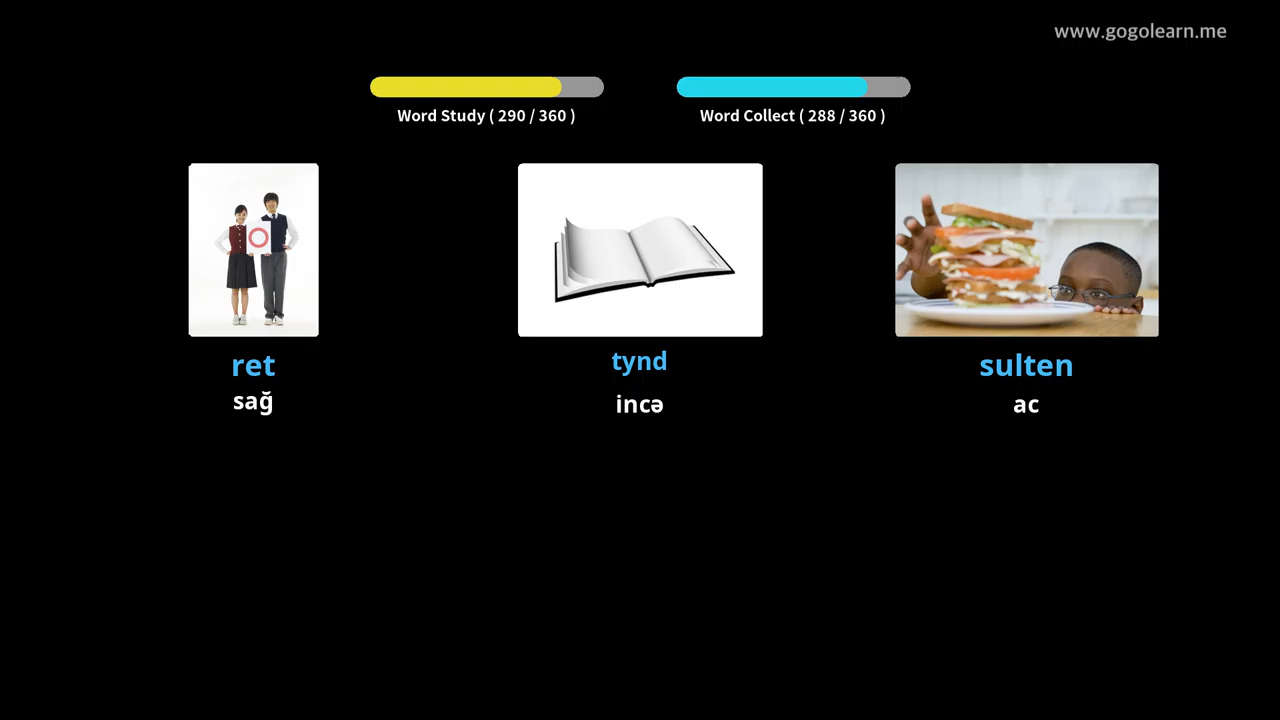 www.gogolearn.me
Word Study ( 290 / 360 )
Word Collect ( 288 / 360 )
ret
tynd
sulten
sağ
incə
ac